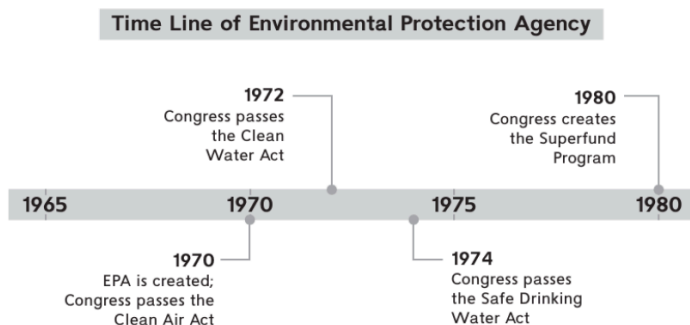 Time Line of Environmental Protection Agency
1972
Congress passes
the Clean
Water Act
1980
Congress creates
the Superfund
Program
1965
1970
1975
1980
1970
EPA is created;
Congress passes the
Clean Air Act
1974
Congress passes
the Safe Drinking
Water Act